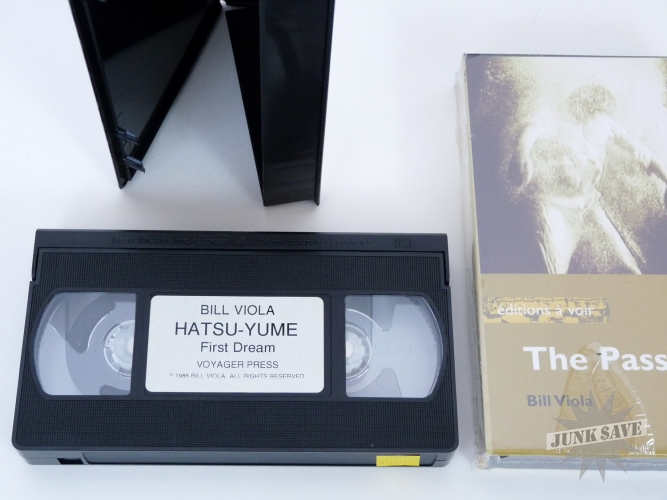 BILL VIOLA
HATSU-YUME
First Dream
VOYAGER PRESS
© 1986 BILL VIOLA. ALL RIGHTS RESERVED
éditions à voir
The Pass
Bill Viola
JUNK SAVE